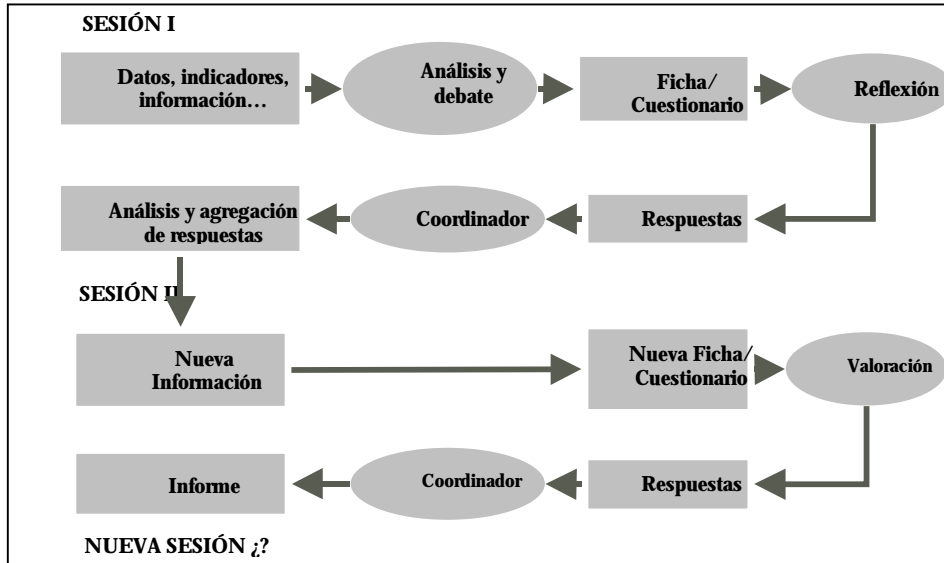 SESIÓN I
Datos, indicadores,
información…
Análisis y
debate
Ficha/
Cuestionario
Reflexión
Análisis y agregación
de respuestas
Coordinador
Respuestas
SESIÓN II
Nueva
Información
Nueva Ficha/
Cuestionario
Valoración
Informe
Coordinador
Respuestas
NUEVA SESIÓN ¿?